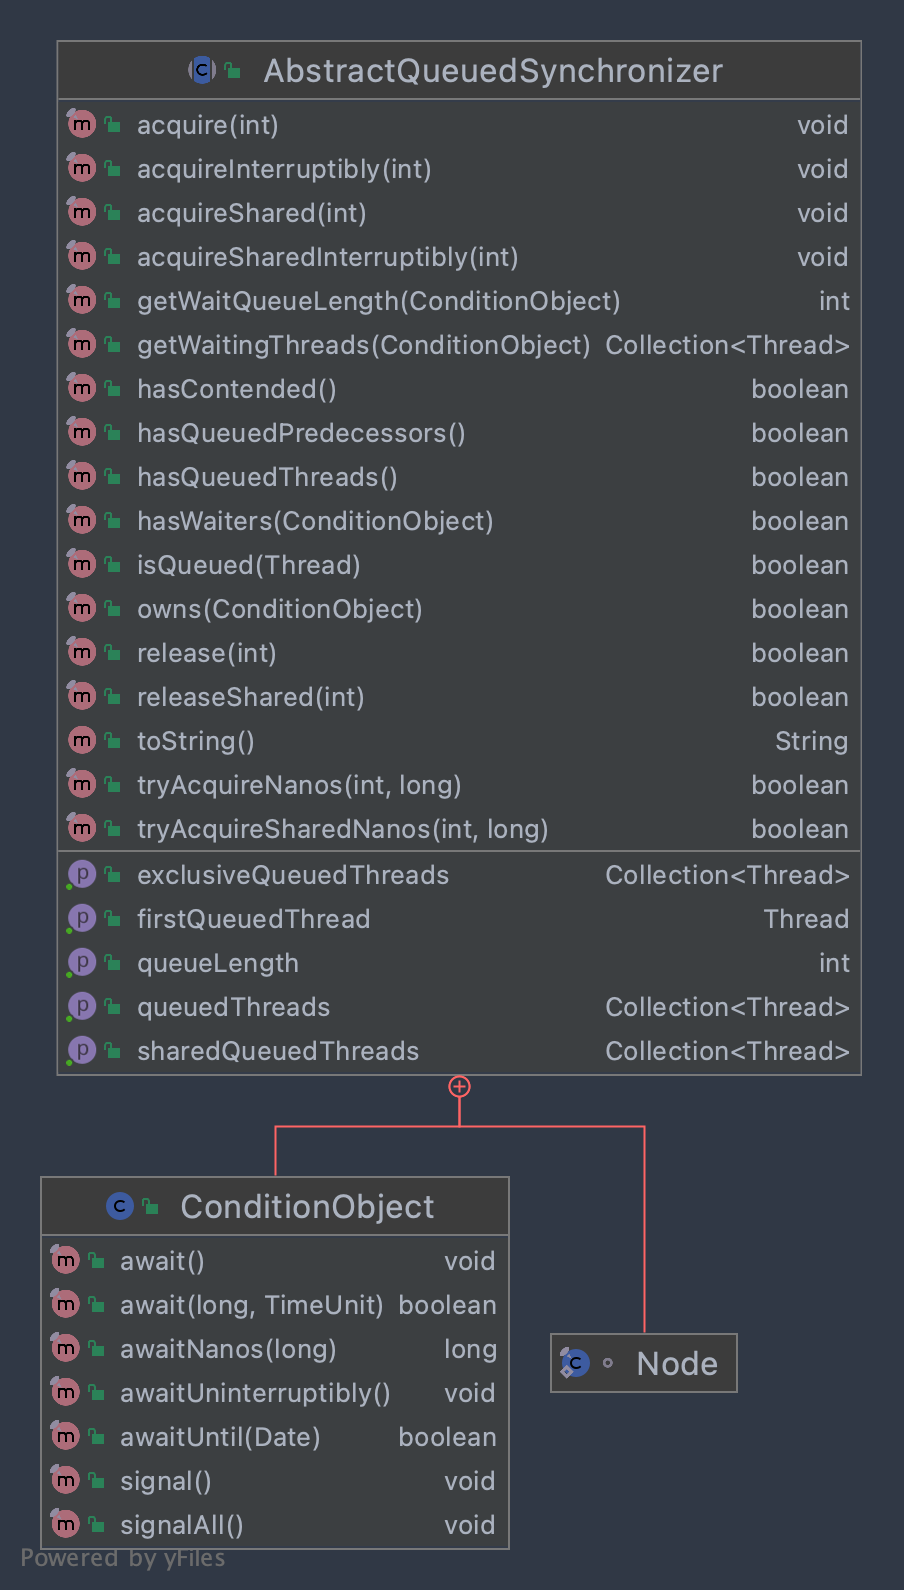 AbstractQueuedSynchronizer
acquire(int) void
acquireInterruptibly(int) void
acquireShared(int) void
acquireSharedInterruptibly(int) void
getWaitQueueLength(ConditionObject) int
getWaitingThreads(ConditionObject) Collection<Thread>
hasContended() boolean
hasQueuedPredecessors() boolean
hasQueuedThreads() boolean
hasWaiters(ConditionObject) boolean
isQueued(Thread) boolean
owns(ConditionObject) boolean
release(int) boolean
releaseShared(int) boolean
toString() String
tryAcquireNanos(int, long) boolean
tryAcquireSharedNanos(int, long) boolean
exclusiveQueuedThreads Collection<Thread>
firstQueuedThread Thread
queueLength int
queuedThreads Collection<Thread>
sharedQueuedThreads Collection<Thread>
ConditionObject
await() void
await(long, TimeUnit) boolean
awaitNanos(long) long
awaitUninterruptibly() void
awaitUntil(Date) boolean
signal() void
signalAll() void
Node
Powered by yFiles